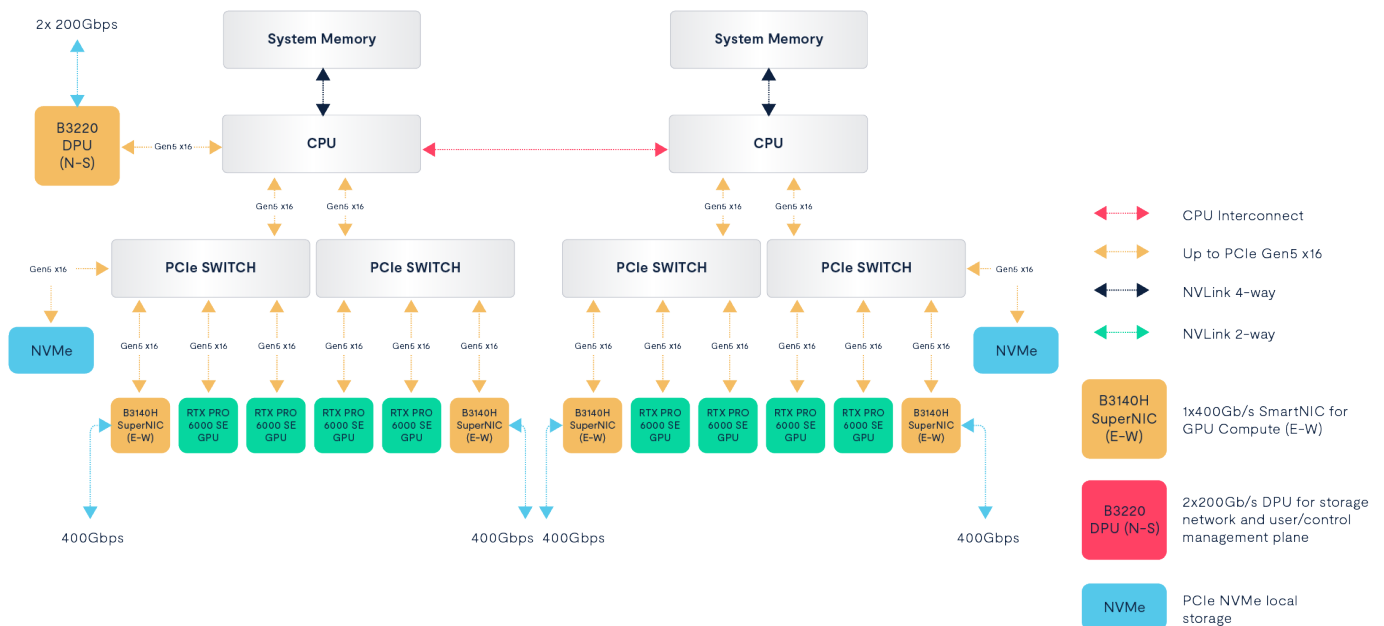 2x 200Gbps
System Memory
System Memory
B3220
DPU
(N-S)
Gen5 x16
CPU
CPU
Gen5 x16
Gen5 x16
Gen5 x16
Gen5 x16
CPU Interconnect
Up to PCIe Gen5 x16
NVLink 4-way
NVLink 2-way
Gen5 x16
PCIe SWITCH
PCIe SWITCH
PCIe SWITCH
PCIe SWITCH
Gen5 x16
NVMe
Gen5 x16
Gen5 x16
Gen5 x16
Gen5 x16
Gen5 x16
Gen5 x16
Gen5 x16
Gen5 x16
Gen5 x16
Gen5 x16
Gen5 x16
Gen5 x16
NVMe
B3140H
SuperNIC
(E-W)
RTX PRO
6000 SE
GPU
RTX PRO
6000 SE
GPU
RTX PRO
6000 SE
GPU
RTX PRO
6000 SE
GPU
B3140H
SuperNIC
(E-W)
B3140H
SuperNIC
(E-W)
RTX PRO
6000 SE
GPU
RTX PRO
6000 SE
GPU
RTX PRO
6000 SE
GPU
RTX PRO
6000 SE
GPU
B3140H
SuperNIC
(E-W)
400Gbps
400Gbps
400Gbps
400Gbps
B3140H
SuperNIC
(E-W)
1x400Gb/s SmartNIC for
GPU Compute (E-W)
B3220
DPU (N-S)
2x200Gb/s DPU for storage
network and user/control
management plane
NVMe
PCIe NVMe local
storage